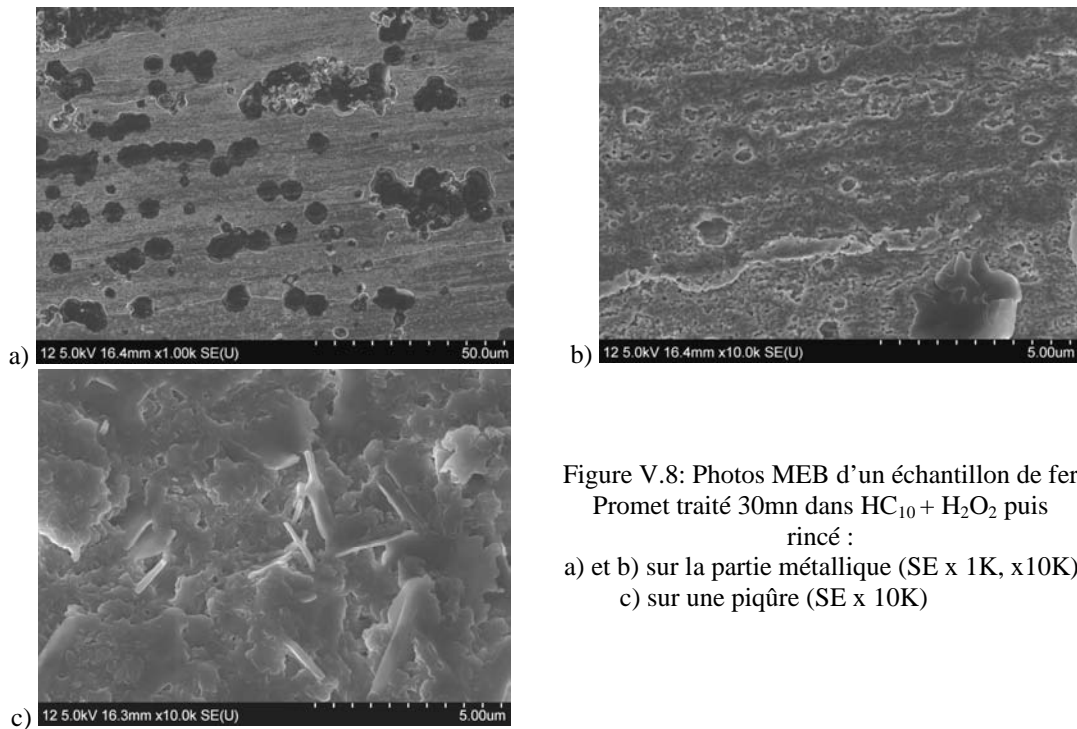 12 5.0kV 16.4mm x1.00k SE(U) 50.0um
a)
12 5.0kV 16.4mm x10.0k SE(U) 5.00um
b)
12 5.0kV 16.3mm x10.0k SE(U) 5.00um
c)
Figure V.8: Photos MEB d’un échantillon de fer
Promet traité 30mn dans HC₁₀ + H₂O₂ puis
rincé :
a) et b) sur la partie métallique (SE x 1K, x10K)
c) sur une piqûre (SE x 10K)